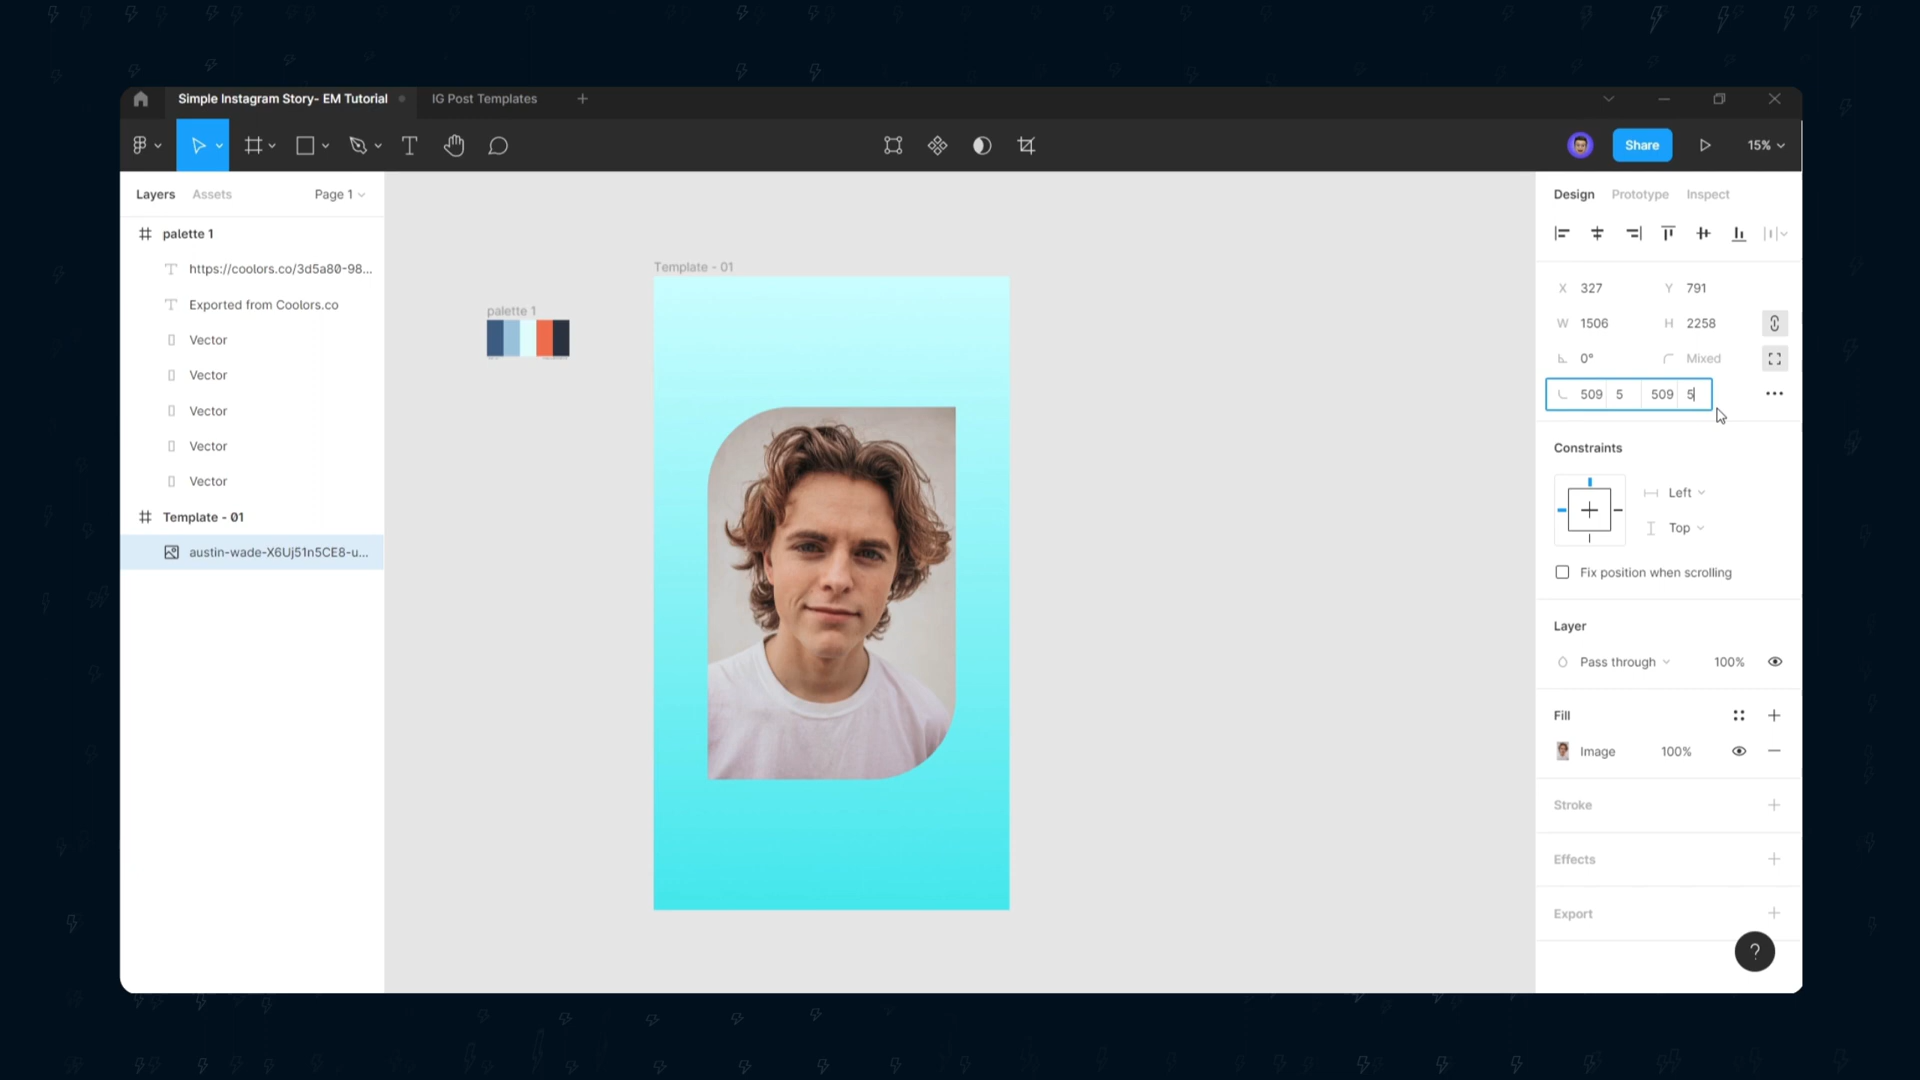 Simple Instagram Story- EM Tutorial
IG Post Templates
Share
15%
Layers
Assets
Page 1
palette 1
https://coolors.co/3d5a80-98...
Exported from Coolors.co
Vector
Vector
Vector
Vector
Vector
Template - 01
austin-wade-X6Uj51n5CE8-u...
palette 1
Template - 01
Design
Prototype
Inspect
X 327
Y 791
W 1506
H 2258
0°
Mixed
509 5 509 5
Constraints
Left
Top
Fix position when scrolling
Layer
Pass through
100%
Fill
Image
100%
Stroke
Effects
Export
?